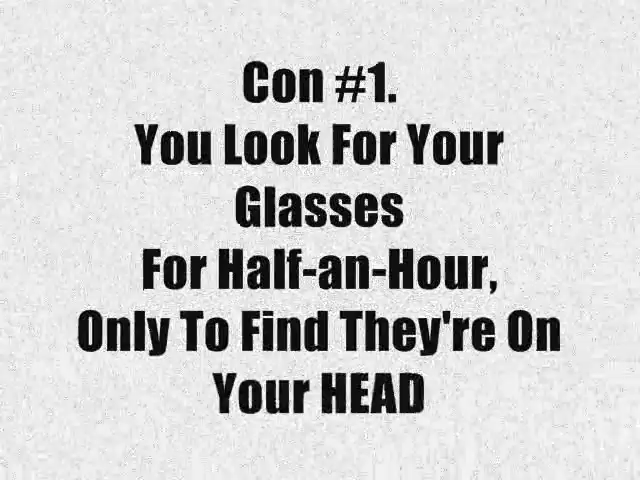 Con #1.
You Look For Your
Glasses
For Half-an-Hour,
Only To Find They're On
Your HEAD